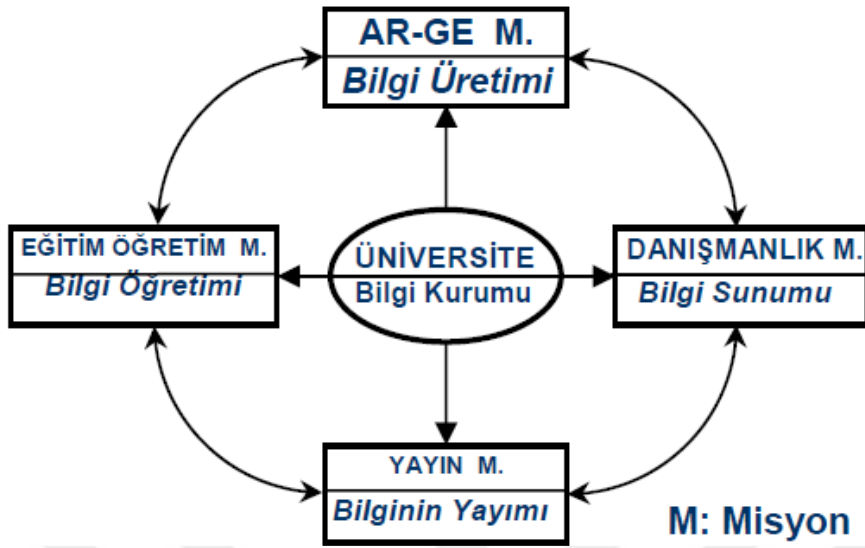 AR-GE M.
Bilgi Üretimi
EĞİTİM ÖĞRETİM M.
Bilgi Öğretimi
ÜNİVERSİTE
Bilgi Kurumu
DANIŞMANLIK M.
Bilgi Sunumu
YAYIN M.
Bilginin Yayımı
M: Misyon